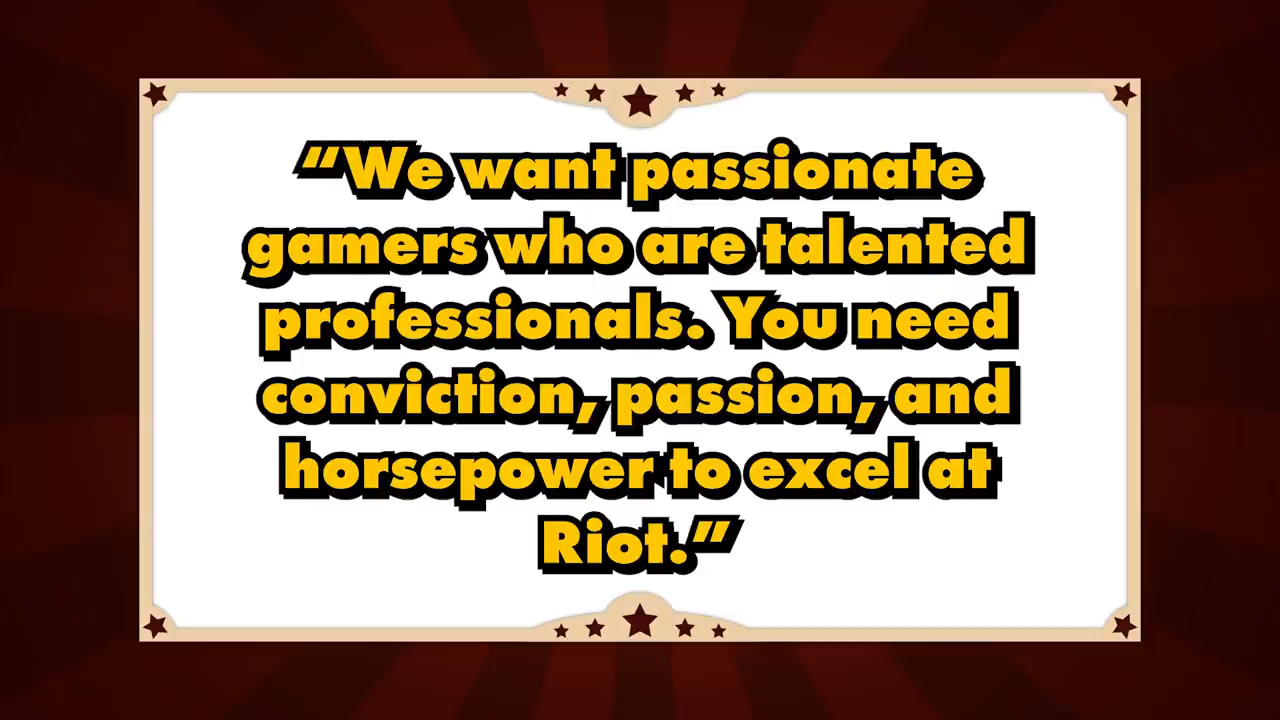 "We want passionate
gamers who are talented
professionals. You need
conviction, passion, and
horsepower to excel at
Riot."